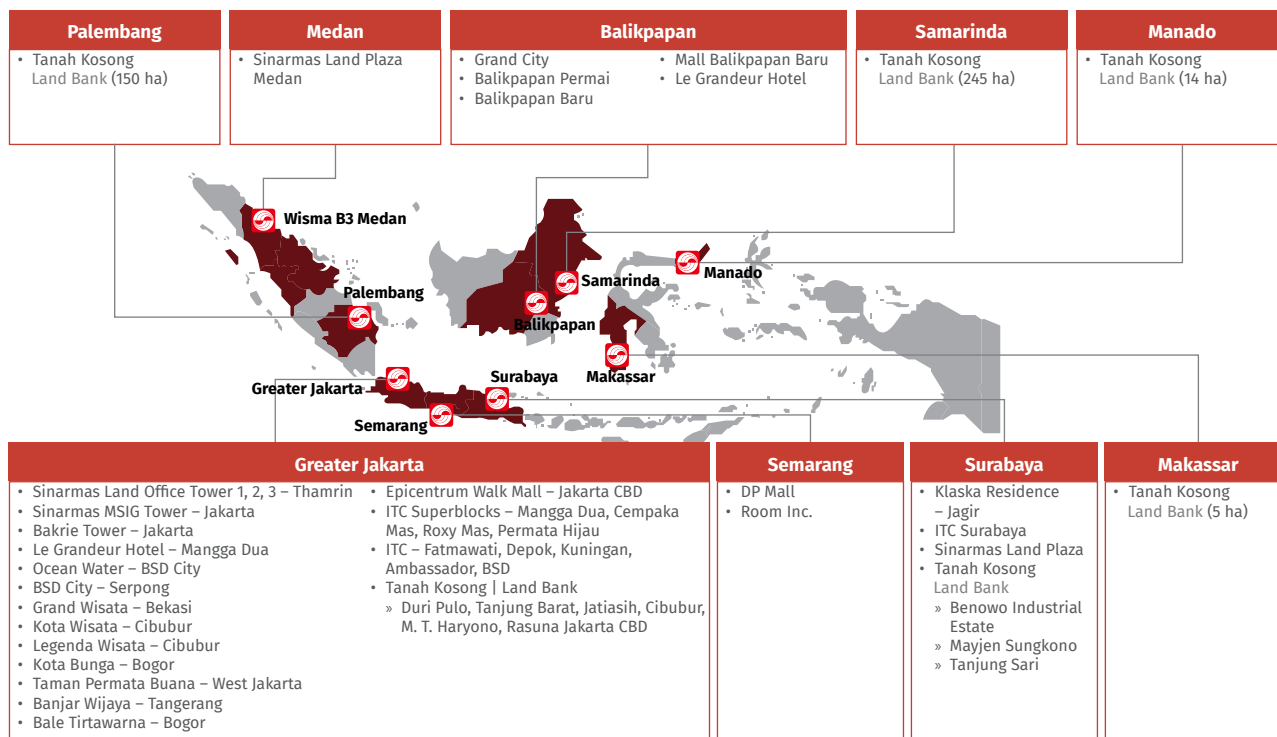 Palembang
• Tanah Kosong
Land Bank (150 ha)
Medan
• Sinarmas Land Plaza
Medan
Balikpapan
• Grand City
• Balikpapan Permai
• Balikpapan Baru
• Mall Balikpapan Baru
• Le Grandeur Hotel
Samarinda
• Tanah Kosong
Land Bank (245 ha)
Manado
• Tanah Kosong
Land Bank (14 ha)
Wisma B3 Medan
Palembang
Samarinda
Balikpapan
Manado
Makassar
Greater Jakarta
Surabaya
Semarang
Greater Jakarta
• Sinarmas Land Office Tower 1, 2, 3 – Thamrin
• Sinarmas MSIG Tower – Jakarta
• Bakrie Tower – Jakarta
• Le Grandeur Hotel – Mangga Dua
• Ocean Water – BSD City
• BSD City – Serpong
• Grand Wisata – Bekasi
• Kota Wisata – Cibubur
• Legenda Wisata – Cibubur
• Kota Bunga – Bogor
• Taman Permata Buana – West Jakarta
• Banjar Wijaya – Tangerang
• Bale Tirtawarna – Bogor
• Epicentrum Walk Mall – Jakarta CBD
• ITC Superblocks – Mangga Dua, Cempaka
Mas, Roxy Mas, Permata Hijau
• ITC – Fatmawati, Depok, Kuningan,
Ambassador, BSD
• Tanah Kosong | Land Bank
» Duri Pulo, Tanjung Barat, Jatiasih, Cibubur,
M. T. Haryono, Rasuna Jakarta CBD
Semarang
• DP Mall
• Room Inc.
Surabaya
• Klaska Residence
– Jagir
• ITC Surabaya
• Sinarmas Land Plaza
• Tanah Kosong
Land Bank
» Benowo Industrial
Estate
» Mayjen Sungkono
» Tanjung Sari
Makassar
• Tanah Kosong
Land Bank (5 ha)